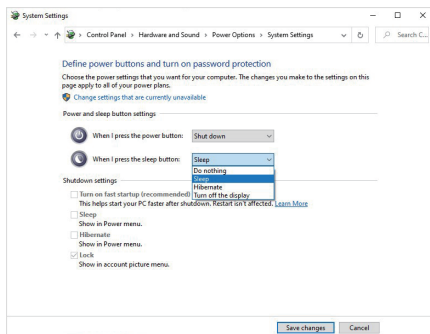 System Settings
Control Panel > Hardware and Sound > Power Options > System Settings
Search C...
Define power buttons and turn on password protection
Choose the power settings that you want for your computer. The changes you make to the settings on this
page apply to all of your power plans.
Change settings that are currently unavailable
Power and sleep button settings
When I press the power button: Shut down
When I press the sleep button: Sleep
Do nothing
Sleep
Hibernate
Turn off the display
Shutdown settings
Turn on fast startup (recommended)
This helps start your PC faster after shutdown. Restart isn't affected. Learn More
Sleep
Show in Power menu.
Hibernate
Show in Power menu.
Lock
Show in account picture menu.
Save changes Cancel